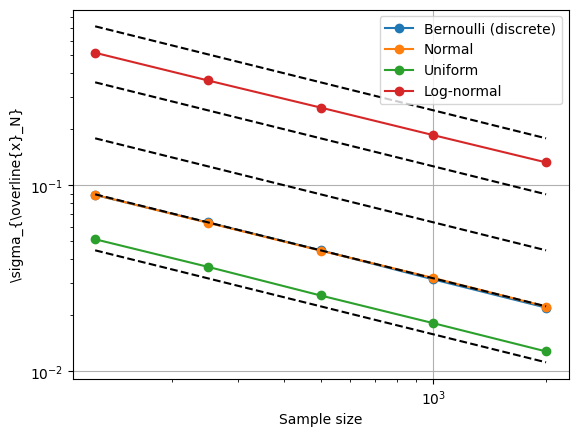 Bernoulli (discrete)
Normal
Uniform
Log-normal
\sigma_{\overline{x}_N}
10^{-1}
10^{-2}
10^3
Sample size